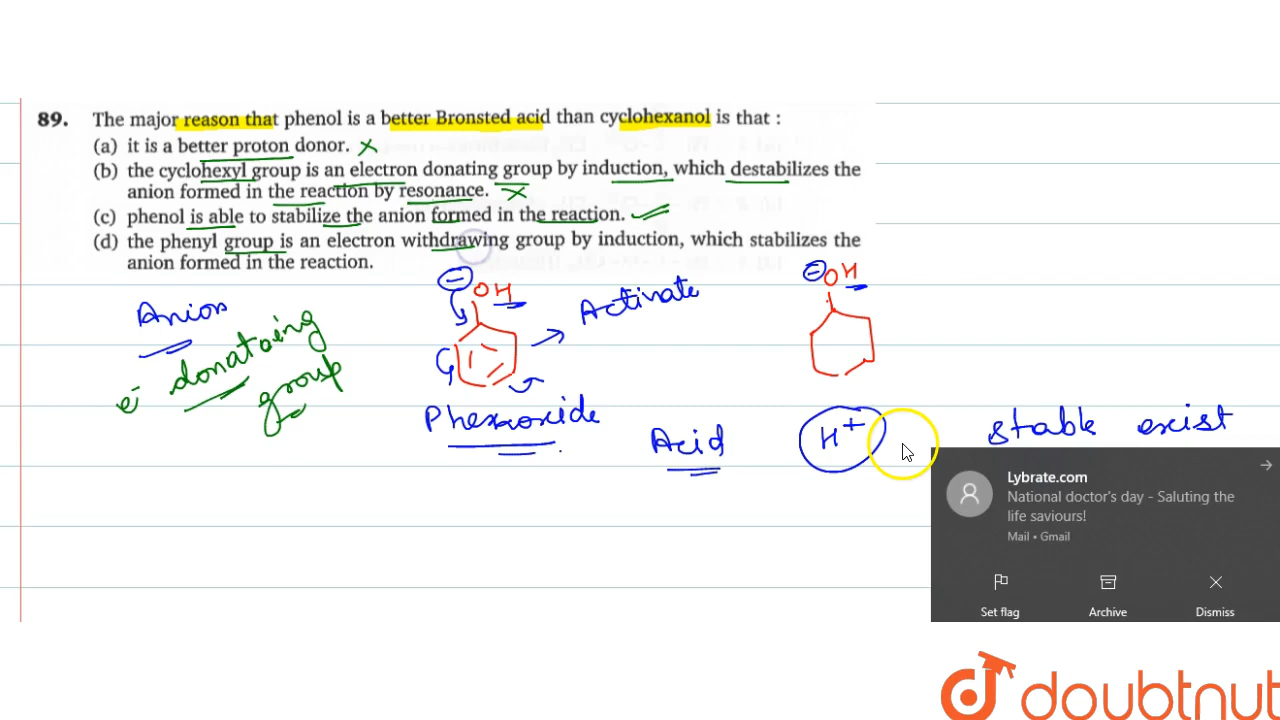 89. The major reason that phenol is a better Bronsted acid than cyclohexanol is that :
(a) it is a better proton donor.
(b) the cyclohexyl group is an electron donating group by induction, which destabilizes the
anion formed in the reaction by resonance.
(c) phenol is able to stabilize the anion formed in the reaction.
(d) the phenyl group is an electron withdrawing group by induction, which stabilizes the
anion formed in the reaction.
Anion
e⁻ donatoing
group
OH
Activate
OH
Phenoxide
Acid
H+
stable exist
Lybrate.com
National doctor's day - Saluting the
life saviours!
Mail • Gmail
Set flag Archive Dismiss
doubtnut